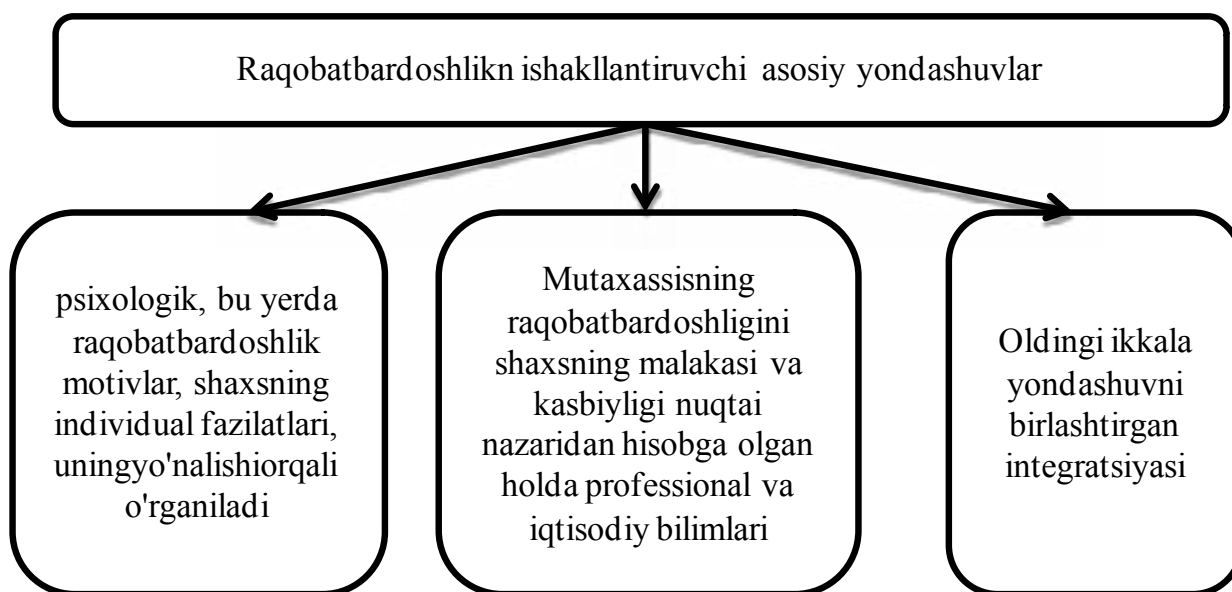 Raqobatbardoshlikn ishakllantiruvchi asosiy yondashuvlar
psixologik, bu yerda
raqobatbardoshlik
motivlar, shaxsning
individual fazilatlari,
uningyo'nalishiorqali
o'rganiladi
Mutaxassisning
raqobatbardoshligini
shaxsning malakasi va
kasbiyligi nuqtai
nazaridan hisobga olgan
holda professional va
iqtisodiy bilimlari
Oldingi ikkala
yondashuvni
birlashtirgan
integratsiyasi